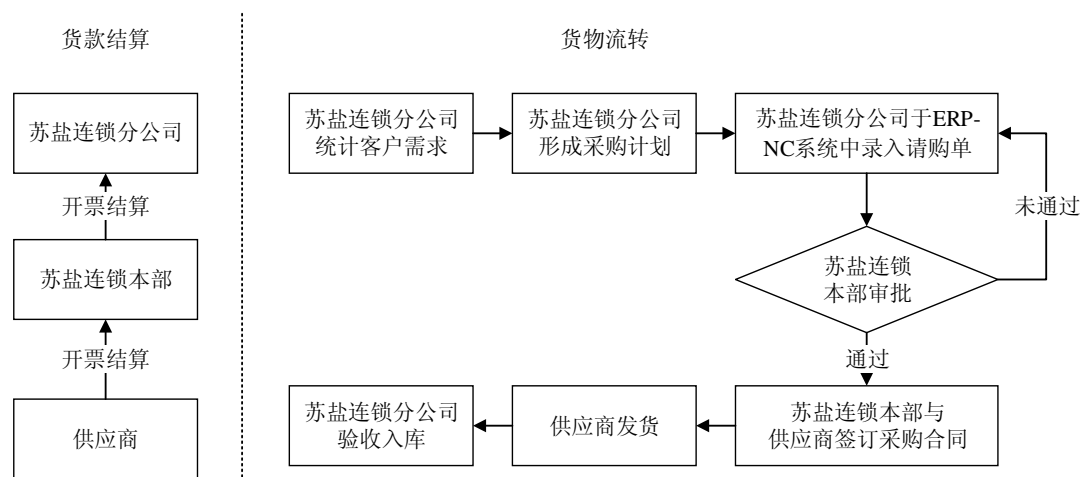 货款结算
苏盐连锁分公司
开票结算
苏盐连锁本部
开票结算
供应商
货物流转
苏盐连锁分公司
统计客户需求
苏盐连锁分公司
形成采购计划
苏盐连锁分公司于ERP-
NC系统中录入请购单
未通过
苏盐连锁
本部审批
通过
苏盐连锁本部与
供应商签订采购合同
供应商发货
苏盐连锁分公司
验收入库